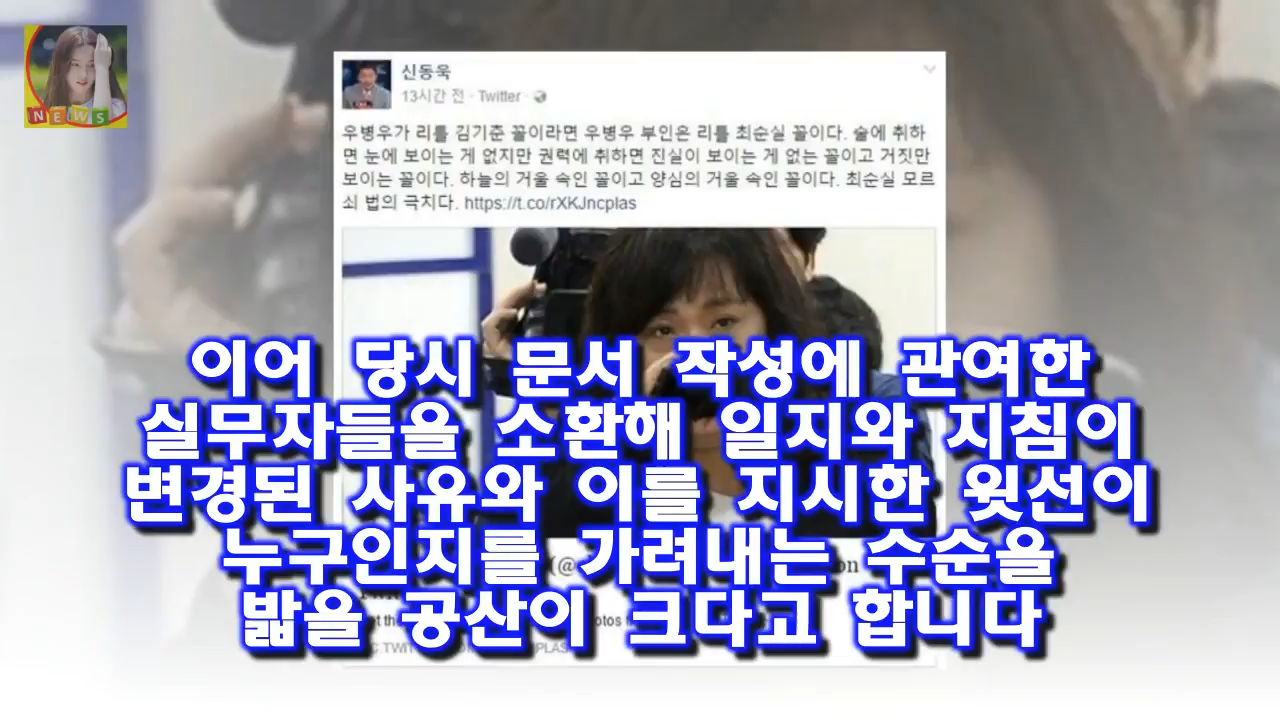 NEWS
신동욱
13시간 전 · Twitter ·
우병우가 리틀 김기춘 꼴이라면 우병우 부인은 리틀 최순실 꼴이다. 술에 취하
면 눈에 보이는 게 없지만 권력에 취하면 진실이 보이는 게 없는 꼴이고 거짓만
보이는 꼴이다. 하늘의 거울 속인 꼴이고 양심의 거울 속인 꼴이다. 최순실 모르
쇠 법의 극치다. https://t.co/rXKJncplas
이어 당시 문서 작성에 관여한
실무자들을 소환해 일지와 지침이
변경된 사유와 이를 지시한 윗선이
누구인지를 가려내는 수순을
밟을 공산이 크다고 합니다
(@
on